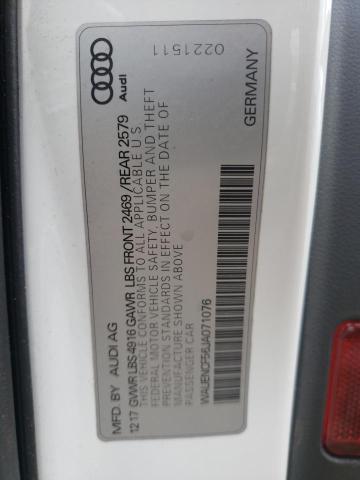 Audi
0221511
MFD. BY AUDI AG
12 17 GVWR LBS 4916 GAWR LBS FRONT 2469 / REAR 2579
THIS VEHICLE CONFORMS TO ALL APPLICABLE U.S.
FEDERAL MOTOR VEHICLE SAFETY, BUMPER AND THEFT
PREVENTION STANDARDS IN EFFECT ON THE DATE OF
MANUFACTURE SHOWN ABOVE.
PASSENGER CAR
WAUENCF56JA071076
GERMANY